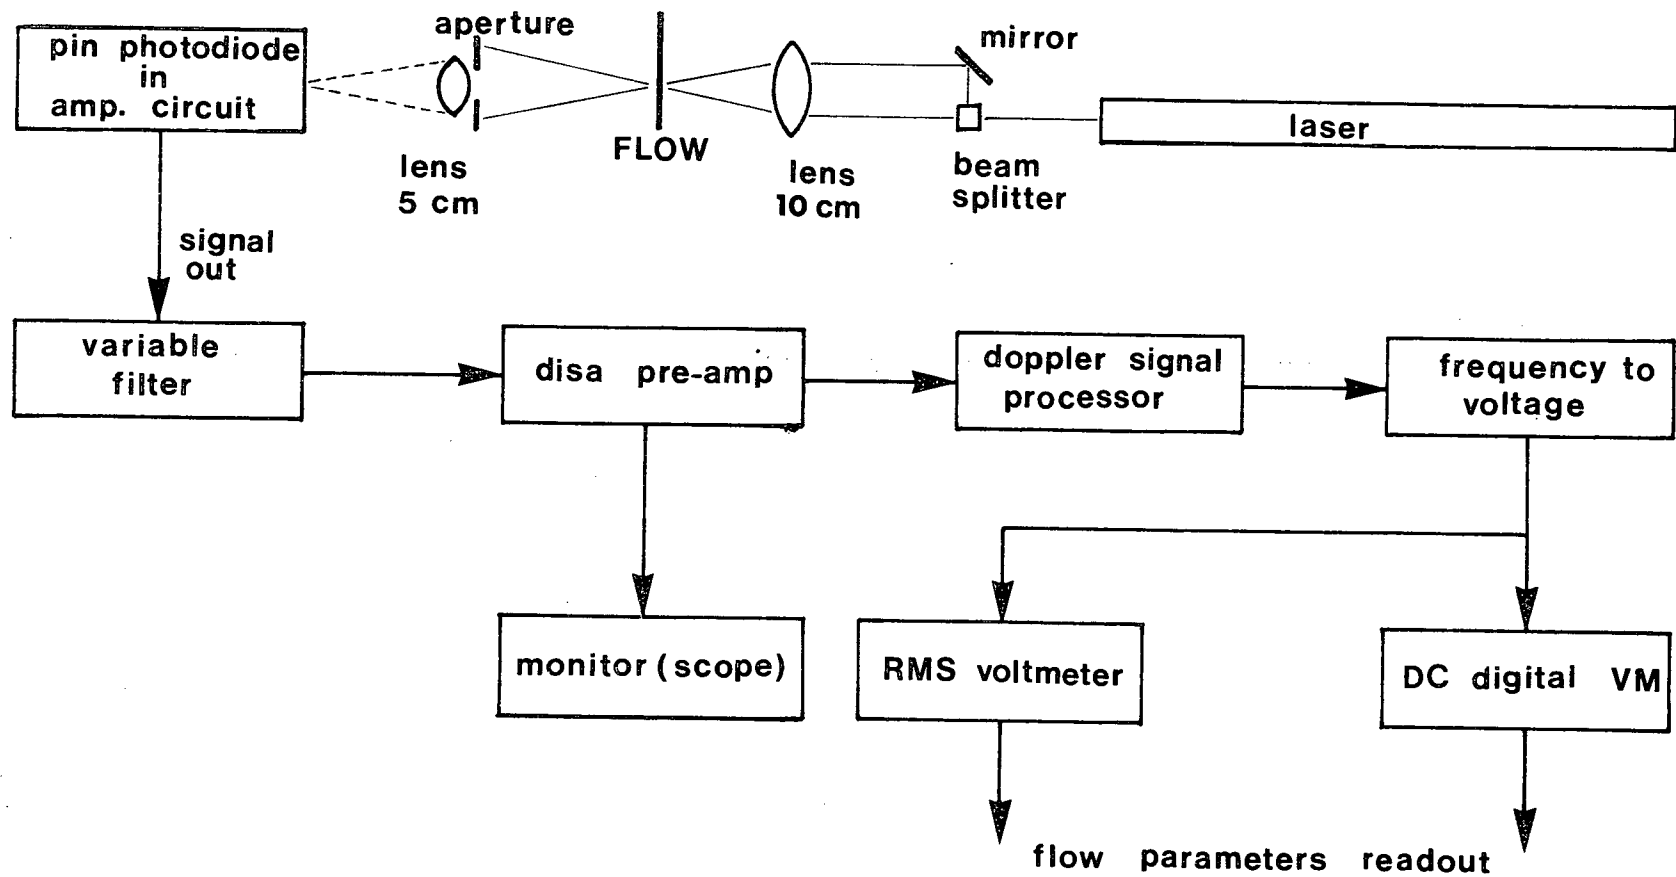 aperture
mirror
pin photodiode
in
amp. circuit
laser
FLOW
lens
5 cm
lens
10 cm
beam
splitter
signal
out
variable
filter
disa pre-amp
doppler signal
processor
frequency to
voltage
monitor (scope)
RMS voltmeter
DC digital VM
flow parameters readout